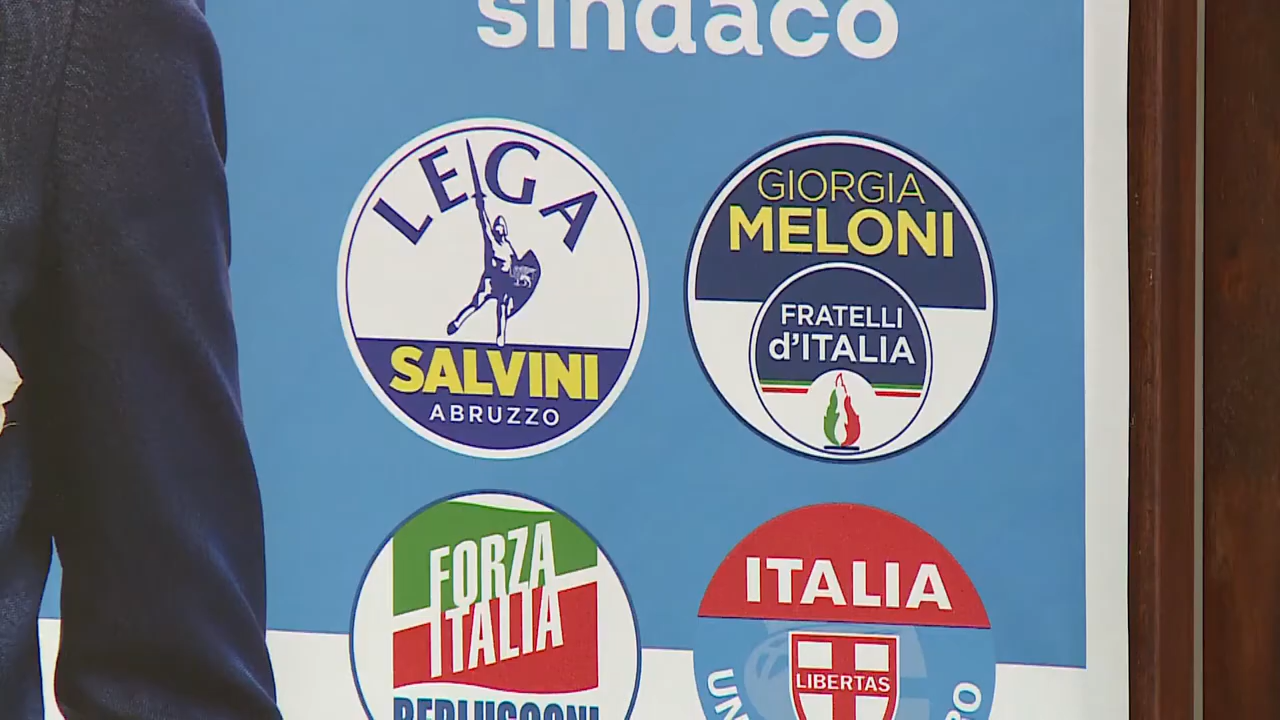 sindaco
LEGA
SALVINI
ABRUZZO
GIORGIA
MELONI
FRATELLI
d'ITALIA
FORZA
ITALIA
BERLUSCONI
ITALIA
LIBERTAS